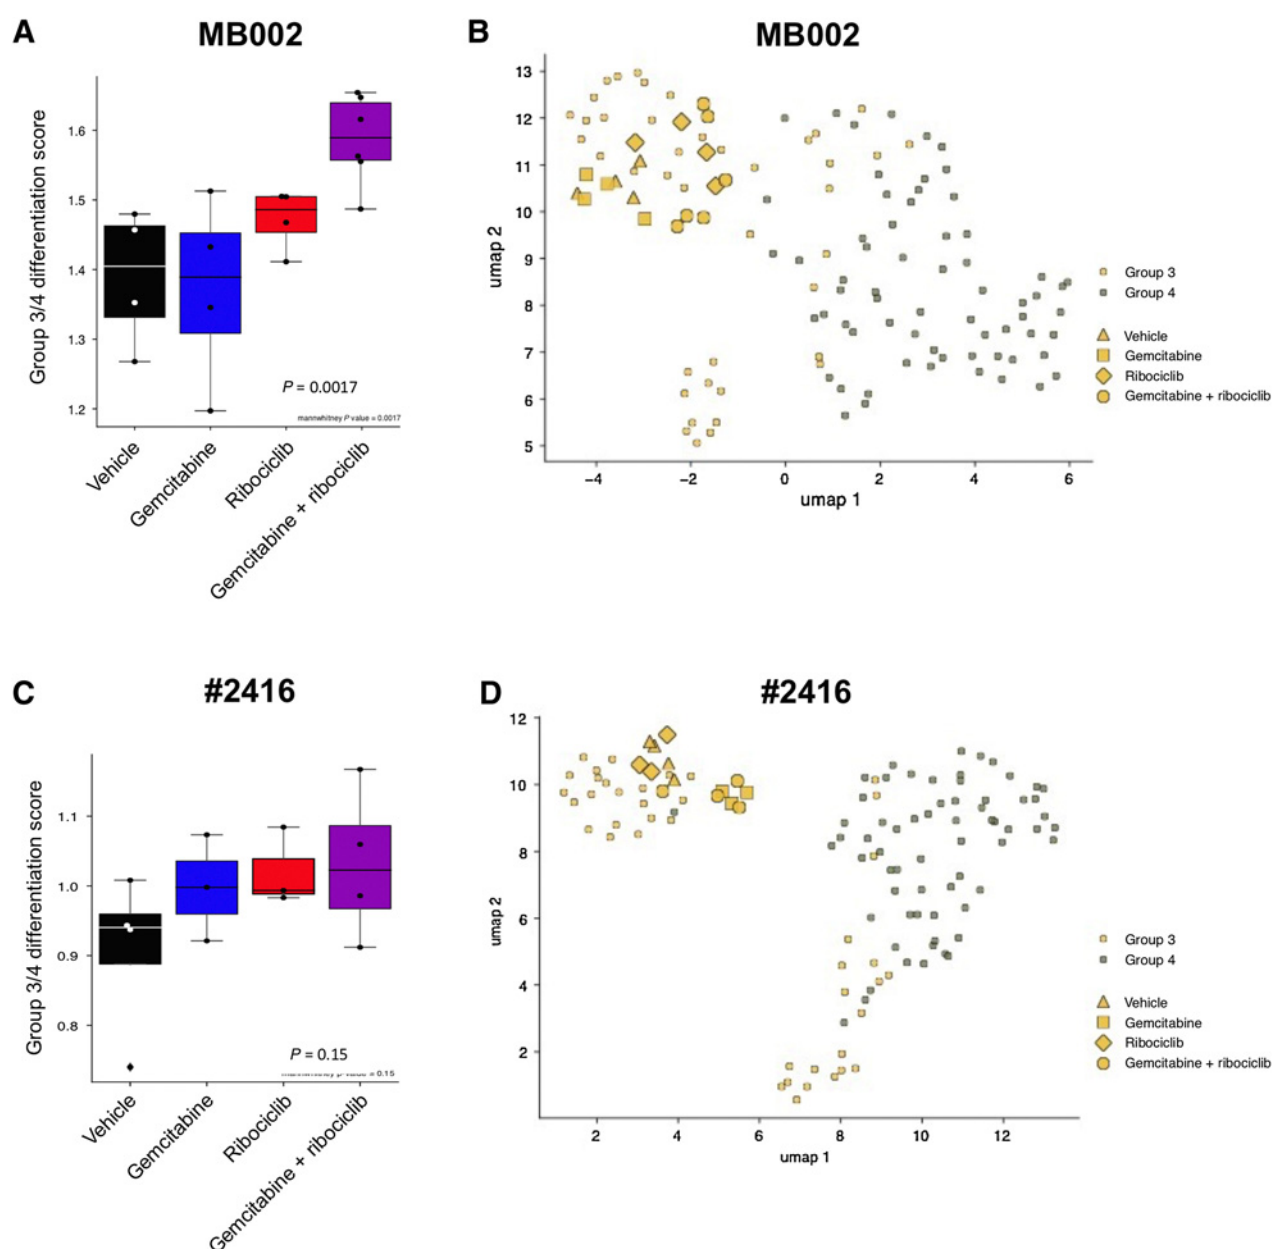 A
MB002
Group 3/4 differentiation score
1.6
1.5
1.4
1.3
1.2
P = 0.0017
mannwhitney P value = 0.0017
Vehicle
Gemcitabine
Ribociclib
Gemcitabine + ribociclib
B
MB002
umap 2
13
12
11
10
9
8
7
6
5
−4
−2
0
2
4
6
umap 1
Group 3
Group 4
Vehicle
Gemcitabine
Ribociclib
Gemcitabine + ribociclib
C
#2416
Group 3/4 differentiation score
1.1
1.0
0.9
0.8
P = 0.15
Vehicle
Gemcitabine
Ribociclib
Gemcitabine + ribociclib
D
#2416
umap 2
12
10
8
6
4
2
2
4
6
8
10
12
umap 1
Group 3
Group 4
Vehicle
Gemcitabine
Ribociclib
Gemcitabine + ribociclib